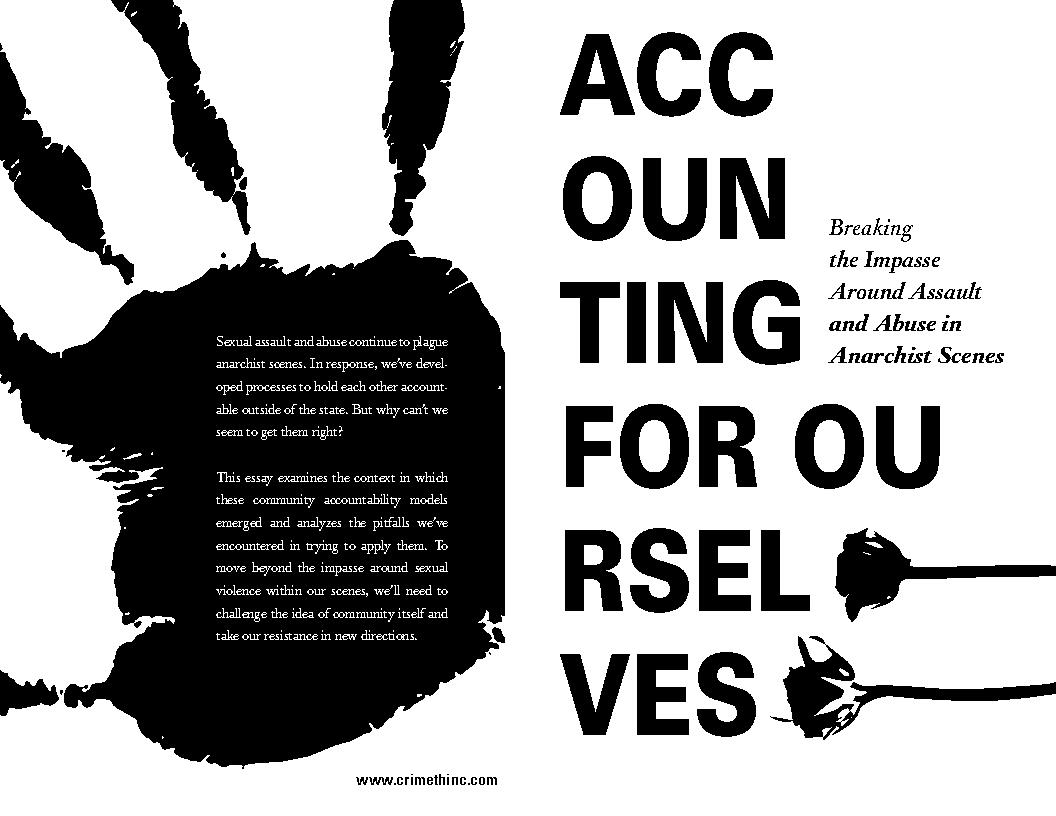 Sexual assault and abuse continue to plague
anarchist scenes. In response, we've devel-
oped processes to hold each other account-
able outside of the state. But why can't we
seem to get them right?
This essay examines the context in which
these community accountability models
emerged and analyzes the pitfalls we've
encountered in trying to apply them. To
move beyond the impasse around sexual
violence within our scenes, we'll need to
challenge the idea of community itself and
take our resistance in new directions.
www.crimethinc.com
ACC
OUN
TING
FOR OU
RSEL
VES
Breaking
the Impasse
Around Assault
and Abuse in
Anarchist Scenes